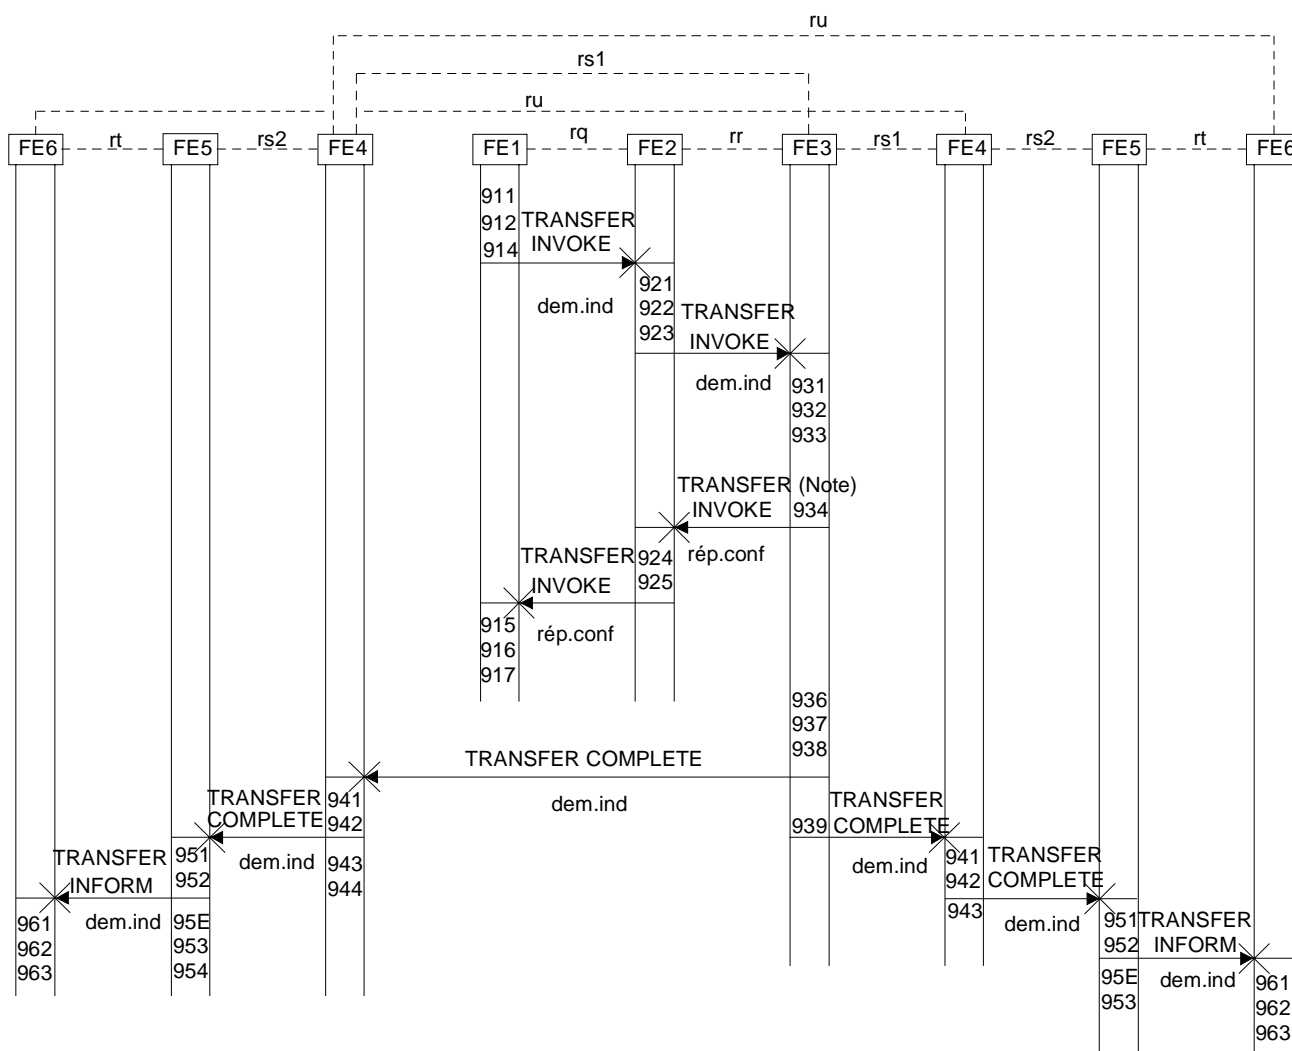 ru
rs1
ru
FE6 rt FE5 rs2 FE4 FE1 rq FE2 rr FE3 rs1 FE4 rs2 FE5 rt FE6
911
912 TRANSFER
914 INVOKE
dem.ind 921
922 TRANSFER
923 INVOKE
dem.ind 931
932
933
TRANSFER (Note)
INVOKE 934
TRANSFER 924 rép.conf
INVOKE 925
915 rép.conf
916
917
936
937
938
TRANSFER COMPLETE
dem.ind
TRANSFER 941 TRANSFER
COMPLETE 942 939 COMPLETE
TRANSFER 951 dem.ind 943 dem.ind 941 TRANSFER
INFORM 952 944 942 COMPLETE
961 dem.ind 95E 943 dem.ind 951 TRANSFER
962 953 952 INFORM
963 954 95E dem.ind 961
953 962
963